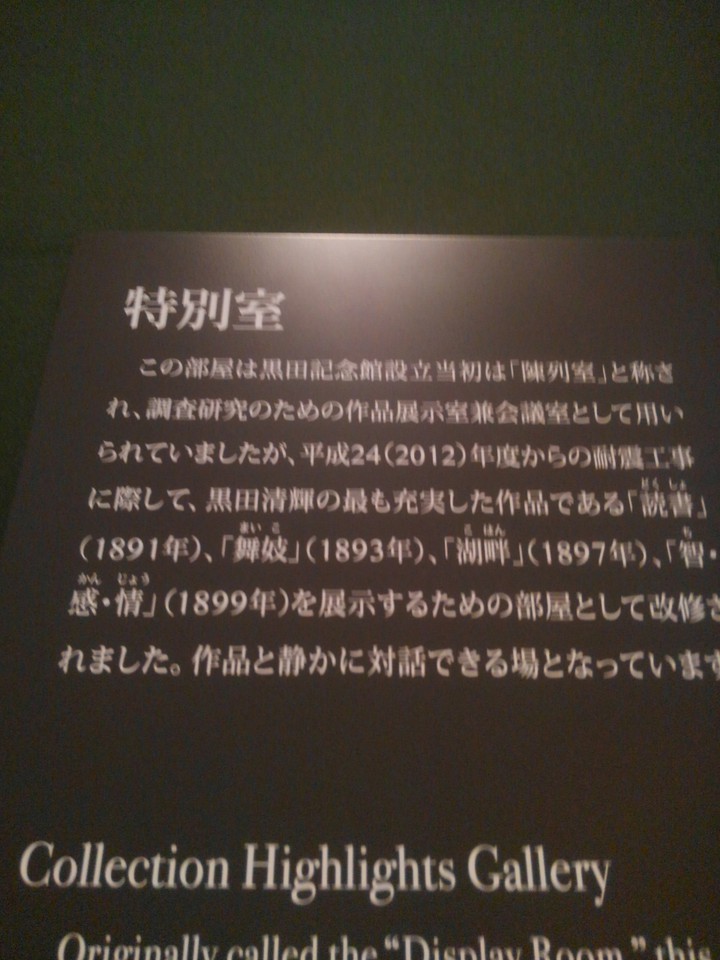 特別室
この部屋は黒田記念館設立当初は「陳列室」と称さ
れ、調査研究のための作品展示室兼会議室として用い
られていましたが、平成24(2012)年度からの耐震工事
に際して、黒田清輝の最も充実した作品である「読書」
(1891年)、「舞妓」(1893年)、「湖畔」(1897年)、「智・
感・情」(1899年)を展示するための部屋として改修さ
れました。作品と静かに対話できる場となっています
Collection Highlights Gallery
Originally called the “Display Room,” this